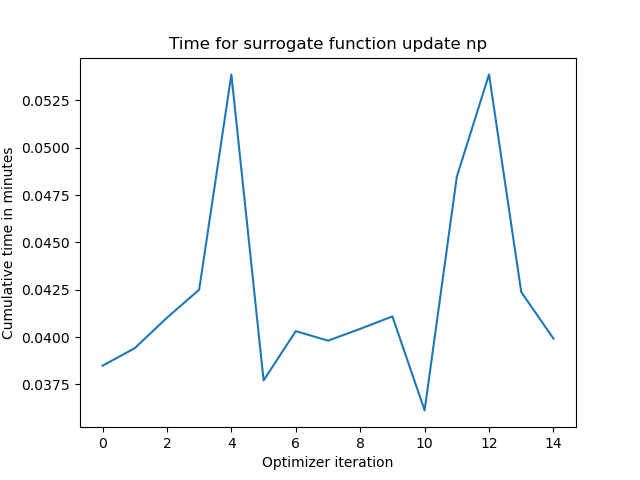 Time for surrogate function update np
Cumulative time in minutes
0.0525
0.0500
0.0475
0.0450
0.0425
0.0400
0.0375
0 2 4 6 8 10 12 14
Optimizer iteration